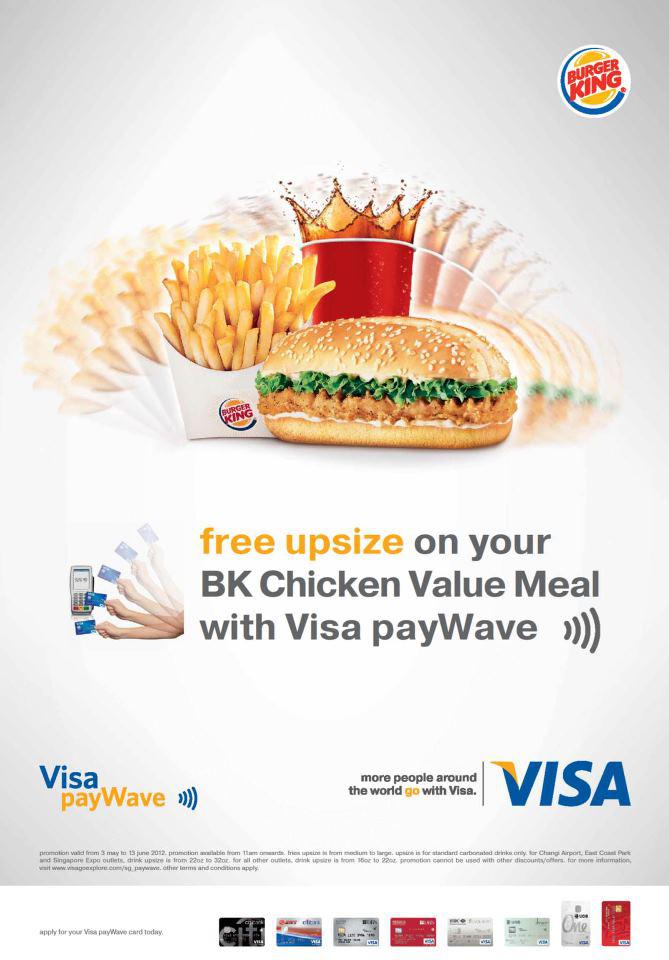 BURGER
KING
BURGER
KING
free upsize on your
BK Chicken Value Meal
with Visa payWave
Visa
payWave
more people around
the world go with Visa.
VISA
promotion valid from 3 may to 13 june 2012. promotion available from 11am onwards. fries upsize is from medium to large. upsize is for standard carbonated drinks only. for Changi Airport, East Coast Park
and Singapore Expo outlets, drink upsize is from 22oz to 32oz. for all other outlets, drink upsize is from 16oz to 22oz. promotion cannot be used with other discounts/offers. for more information,
visit www.visagoexplore.com/sg_paywave. other terms and conditions apply.
apply for your Visa payWave card today.